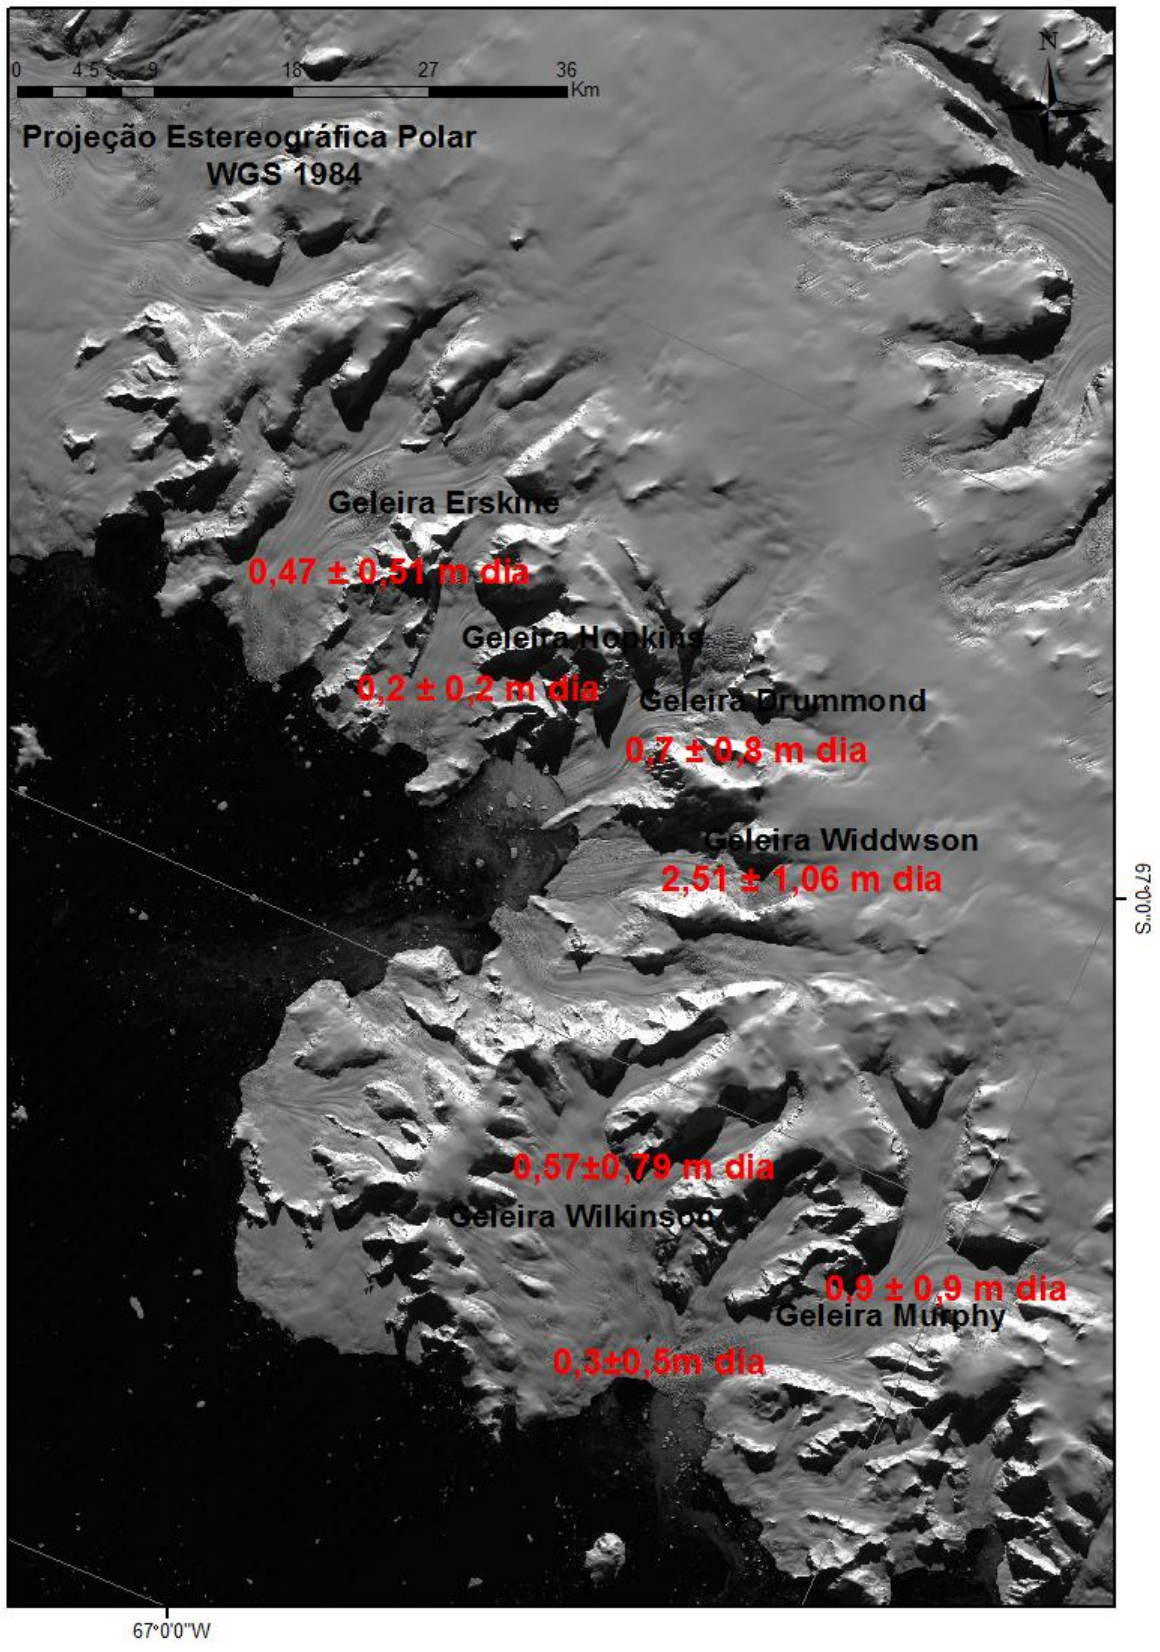 N
0 4.5 9 18 27 36
Km
Projeção Estereográfica Polar
WGS 1984
Geleira Erskine
0,47 ± 0,51 m dia
Geleira Hopkins
0,2 ± 0,2 m dia
Geleira Drummond
0,7 ± 0,8 m dia
Geleira Widdwson
2,51 ± 1,06 m dia
67°0'0"S
0,57±0,79 m dia
Geleira Wilkinson
0,9 ± 0,9 m dia
Geleira Murphy
0,3±0,5m dia
67°0'0"W